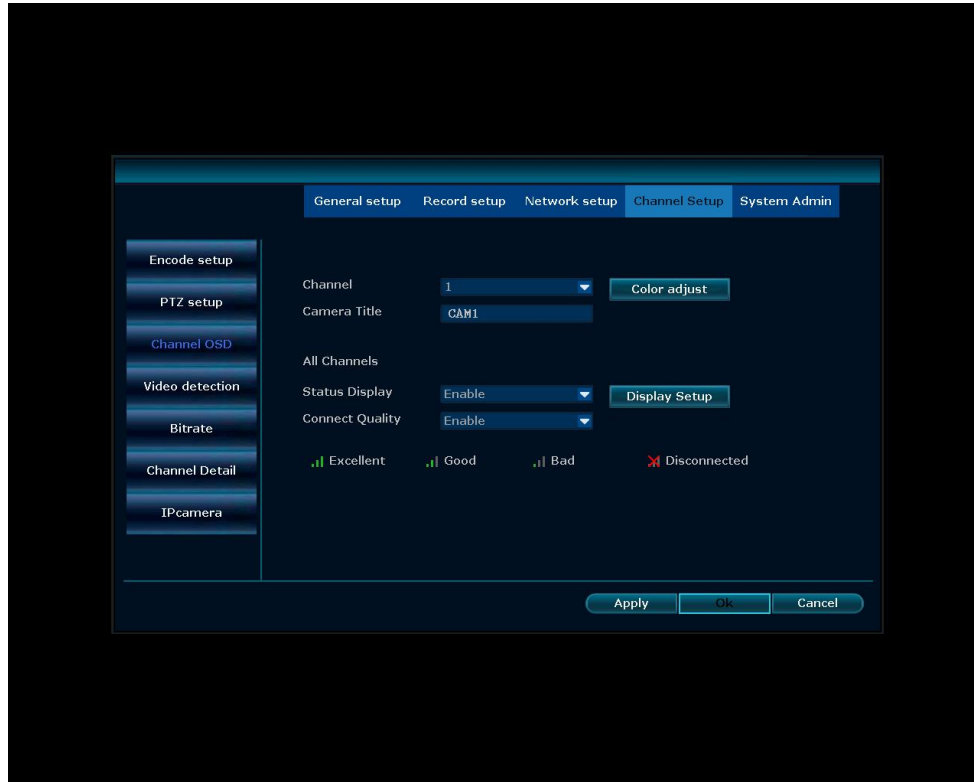 General setup Record setup Network setup Channel Setup System Admin
Encode setup
PTZ setup
Channel OSD
Video detection
Bitrate
Channel Detail
IPcamera
Channel 1 Color adjust
Camera Title CAM1
All Channels
Status Display Enable Display Setup
Connect Quality Enable
Excellent Good Bad Disconnected
Apply Ok Cancel